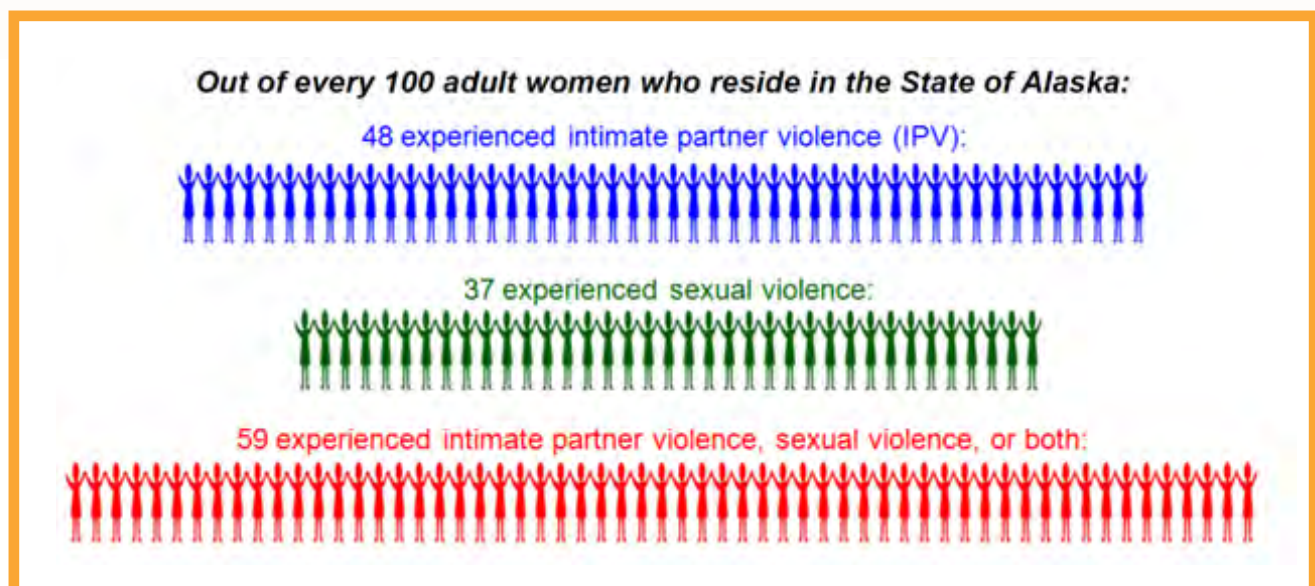 Out of every 100 adult women who reside in the State of Alaska:
48 experienced intimate partner violence (IPV):
37 experienced sexual violence:
59 experienced intimate partner violence, sexual violence, or both: